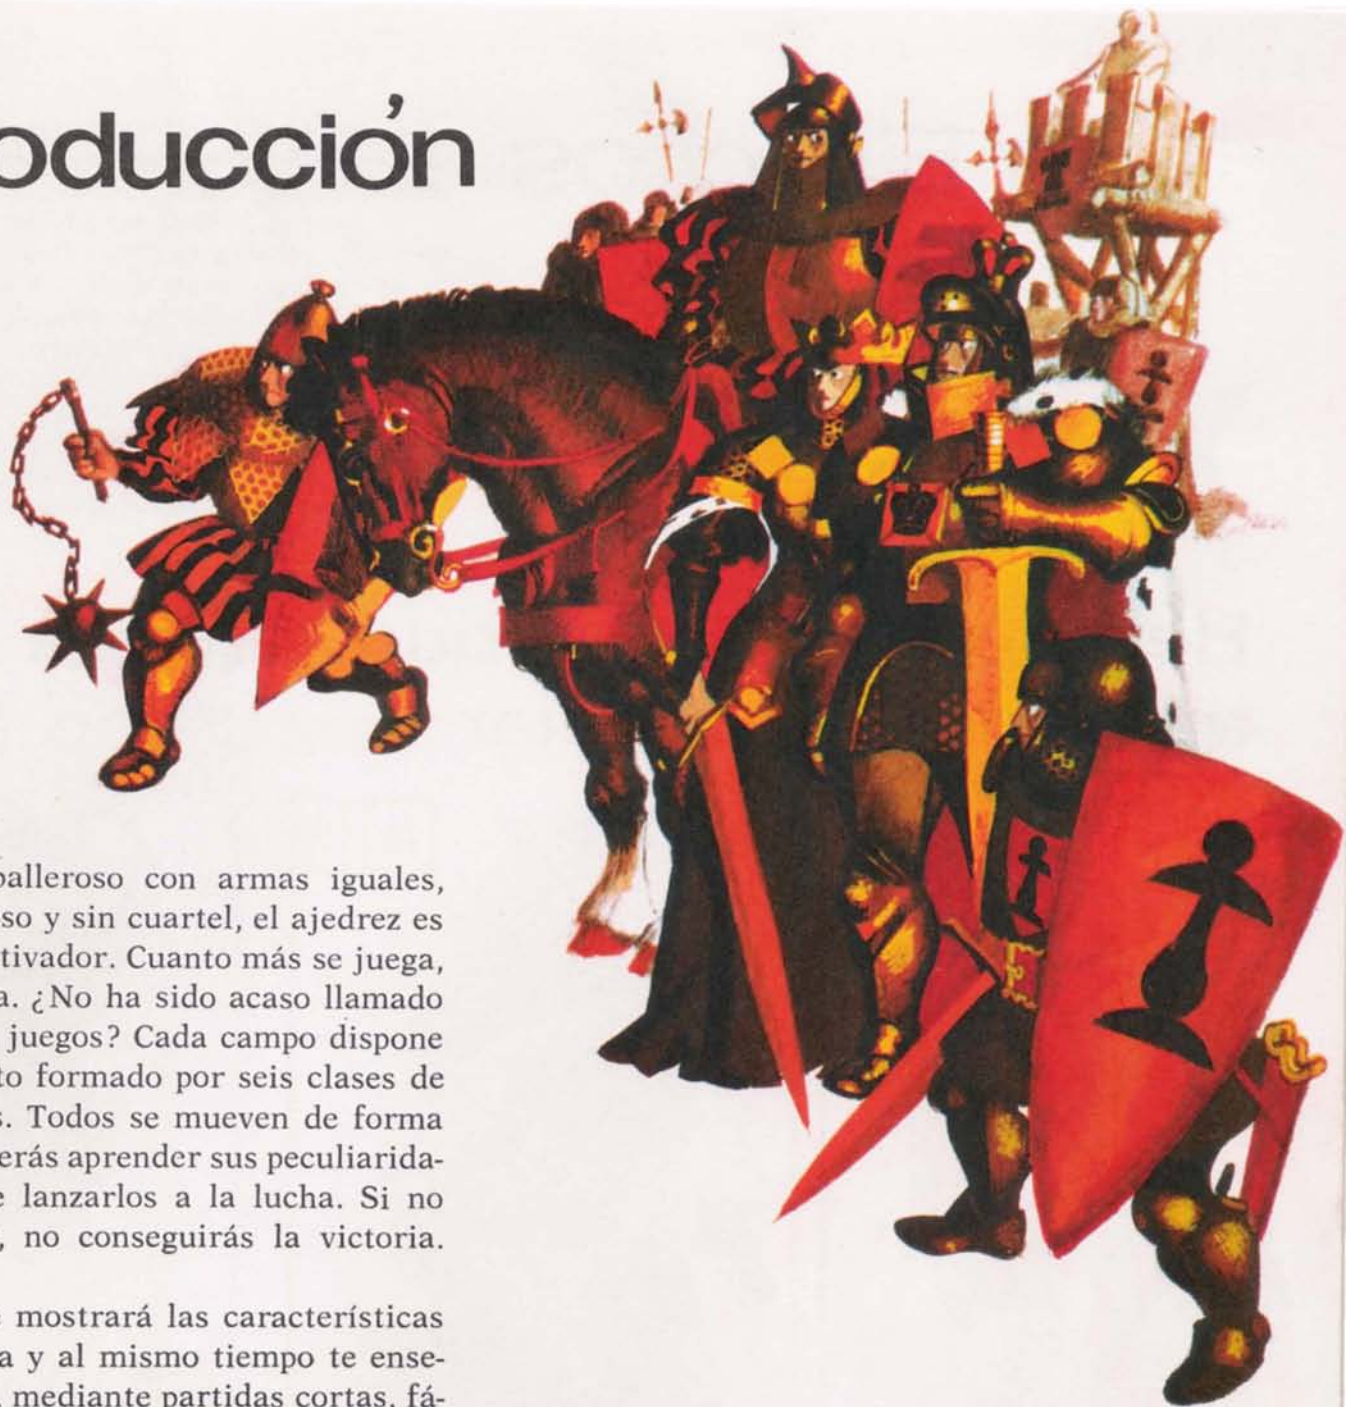 oducción
balleroso con armas iguales,
so y sin cuartel, el ajedrez es
tivador. Cuanto más se juega,
a. ¿No ha sido acaso llamado
juegos? Cada campo dispone
to formado por seis clases de
s. Todos se mueven de forma
erás aprender sus peculiarida-
e lanzarlos a la lucha. Si no
, no conseguirás la victoria.
e mostrará las características
a y al mismo tiempo te ense-
, mediante partidas cortas, fá-